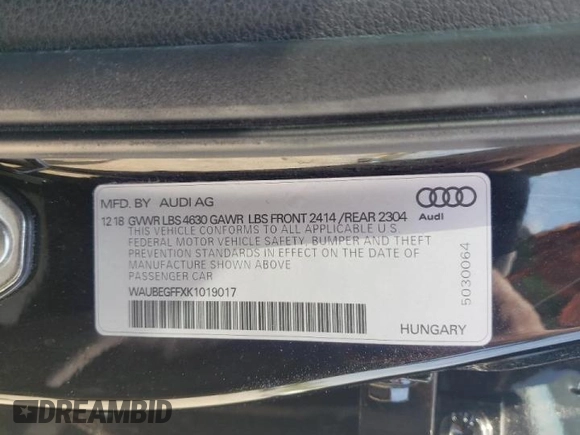 MFD. BY AUDI AG
12 18 GVWR LBS 4630 GAWR LBS FRONT 2414 /REAR 2304
THIS VEHICLE CONFORMS TO ALL APPLICABLE U.S.
FEDERAL MOTOR VEHICLE SAFETY, BUMPER AND THEFT
PREVENTION STANDARDS IN EFFECT ON THE DATE OF
MANUFACTURE SHOWN ABOVE
PASSENGER CAR
WAUBEGFFXK1019017
Audi
5030064
HUNGARY
DREAMBID